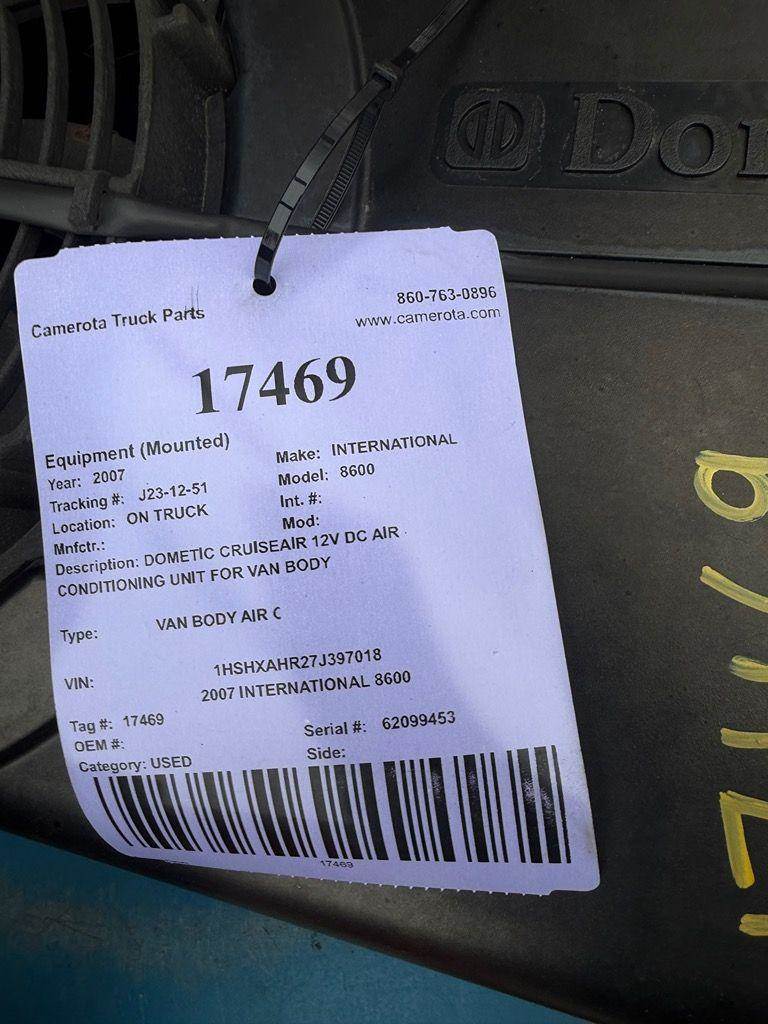 Dom
Camerota Truck Parts
860-763-0896
www.camerota.com
17469
Equipment (Mounted)
Year: 2007
Make: INTERNATIONAL
Tracking #: J23-12-51
Model: 8600
Location: ON TRUCK
Int. #:
Mnfctr.:
Mod:
Description: DOMETIC CRUISEAIR 12V DC AIR
CONDITIONING UNIT FOR VAN BODY
Type: VAN BODY AIR C
VIN: 1HSHXAHR27J397018
2007 INTERNATIONAL 8600
Tag #: 17469
Serial #: 62099453
OEM #:
Side:
Category: USED
17469